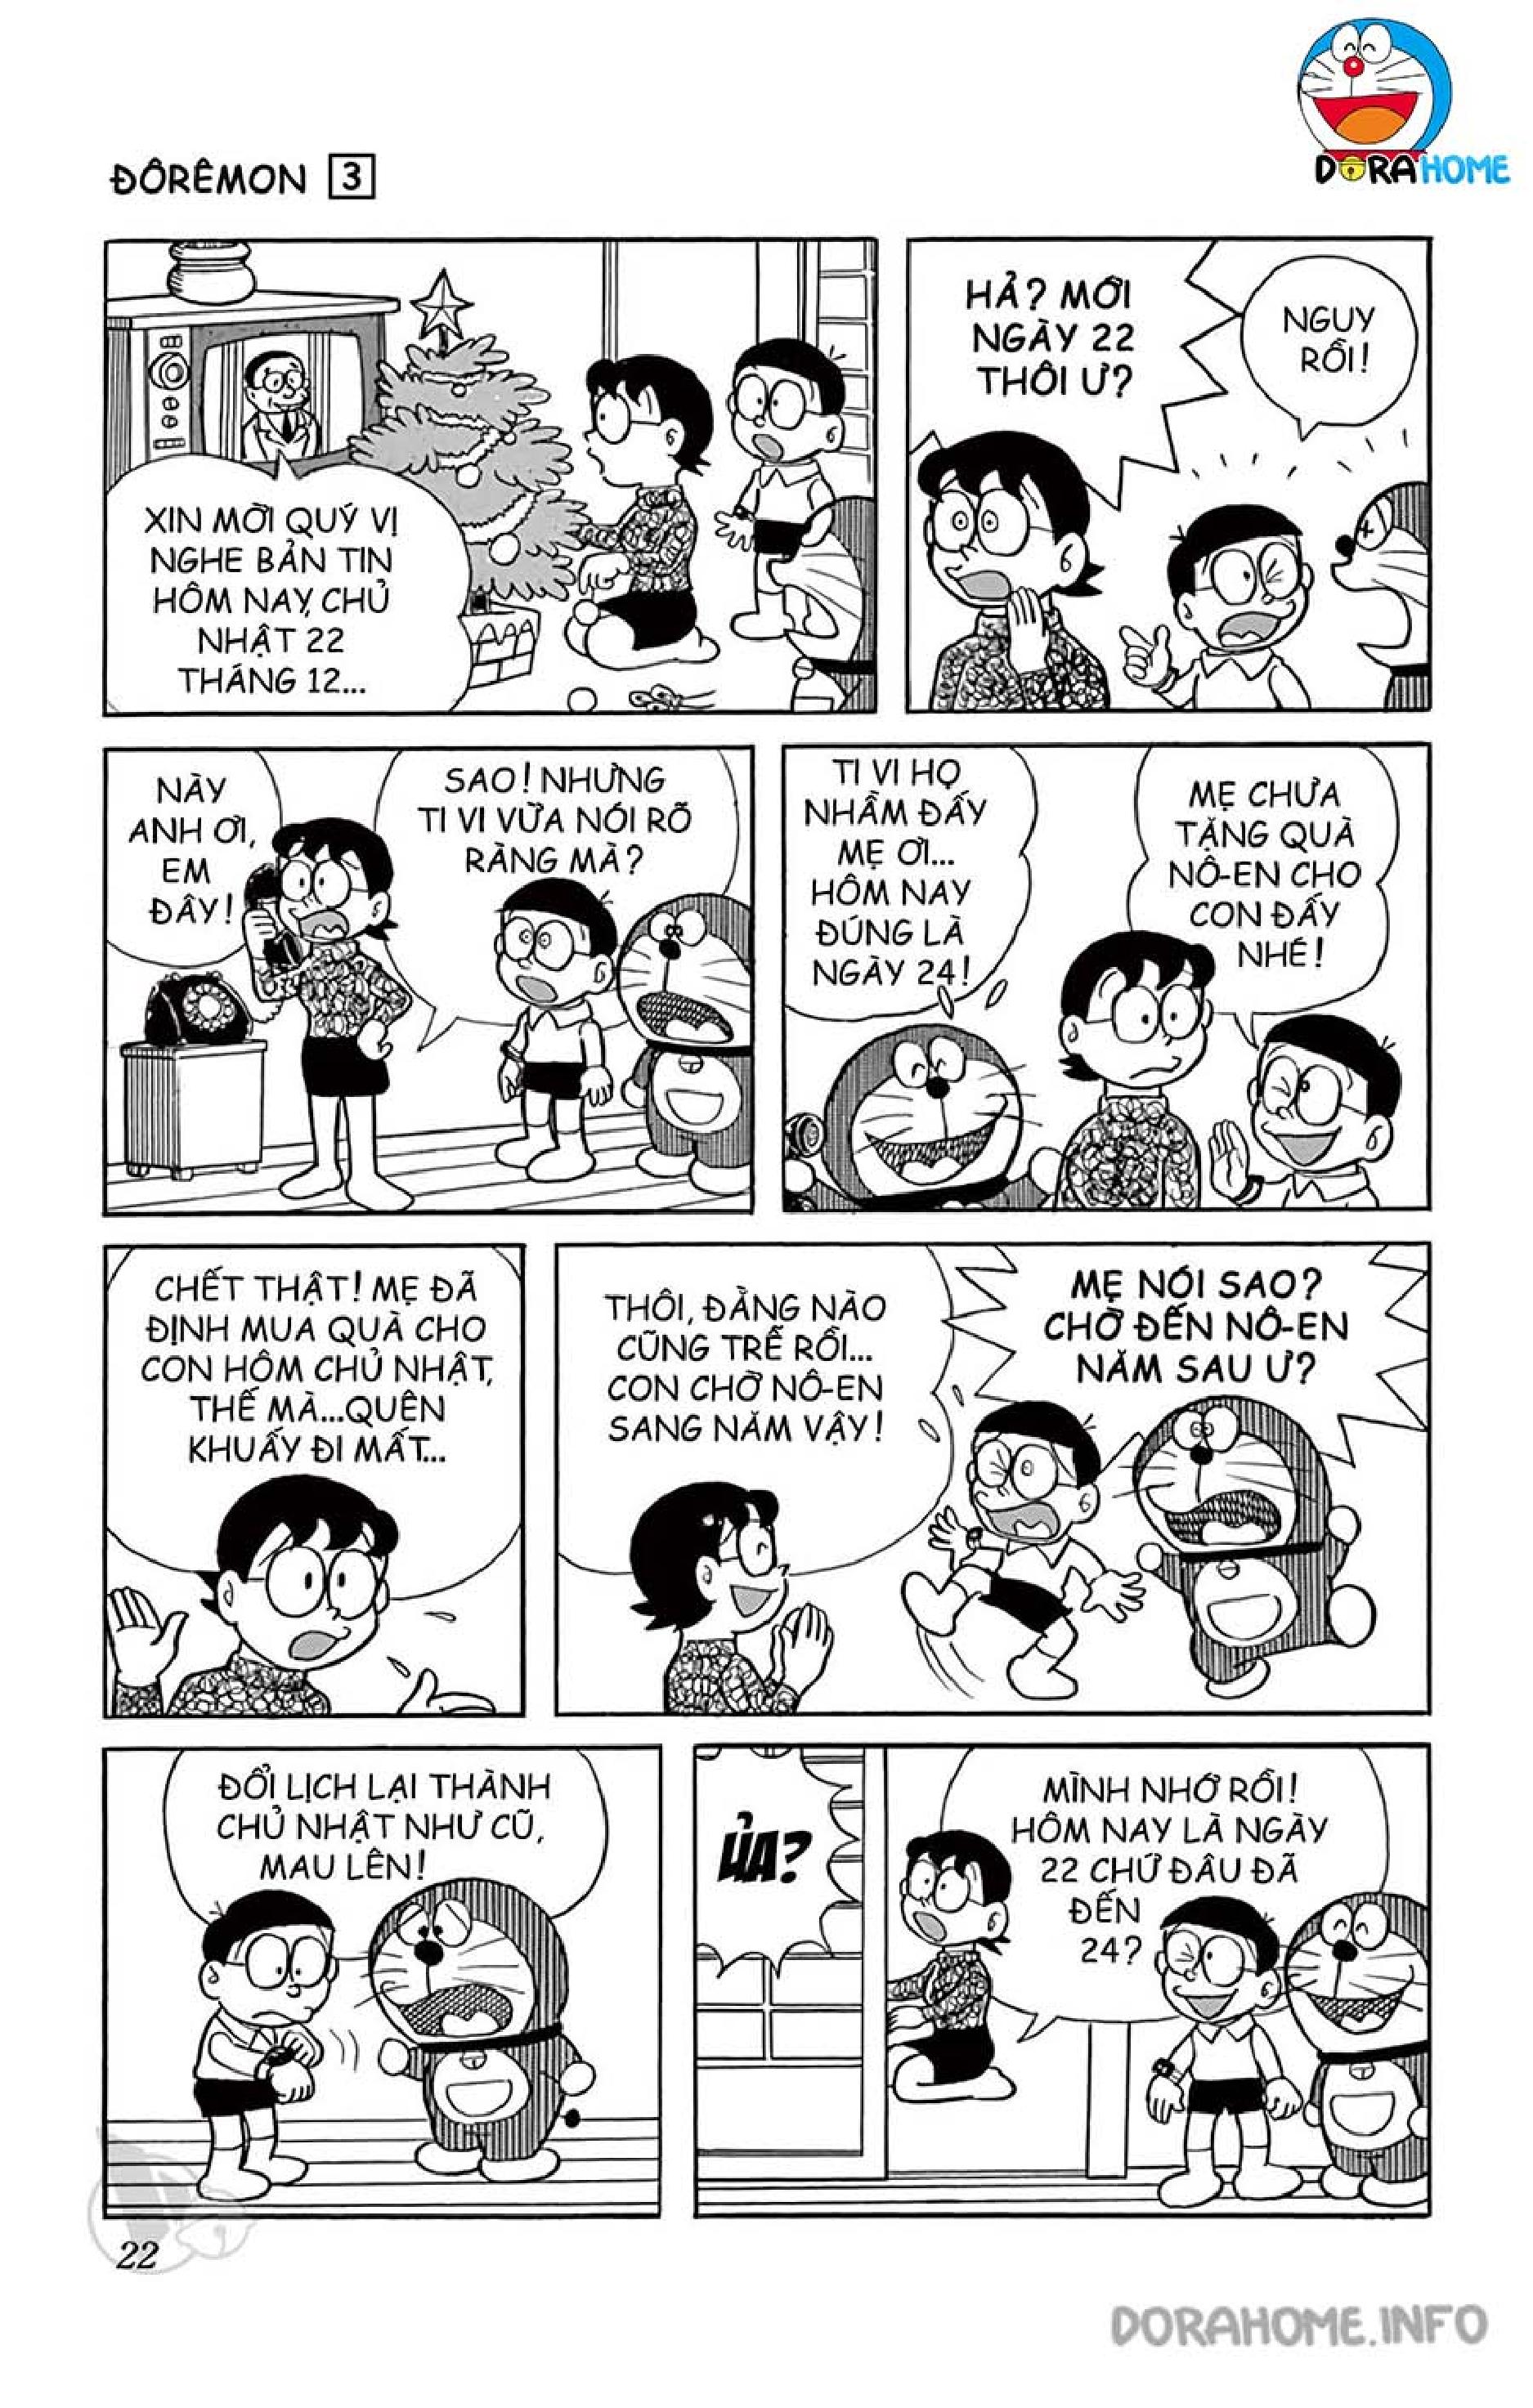 DORAHOME
ĐÔRÊMON 3
XIN MỜI QUÝ VỊ
NGHE BẢN TIN
HÔM NAY, CHỦ
NHẬT 22
THÁNG 12...
HẢ? MỚI
NGÀY 22
THÔI Ư?
NGUY
RỒI!
NÀY
ANH ƠI,
EM
ĐÂY!
SAO! NHƯNG
TI VI VỪA NÓI RÕ
RÀNG MÀ?
TI VI HỌ
NHẦM ĐẤY
MẸ ƠI...
HÔM NAY
ĐÚNG LÀ
NGÀY 24!
MẸ CHƯA
TẶNG QUÀ
NÔ-EN CHO
CON ĐẤY
NHÉ!
CHẾT THẬT! MẸ ĐÃ
ĐỊNH MUA QUÀ CHO
CON HÔM CHỦ NHẬT,
THẾ MÀ...QUÊN
KHUẤY ĐI MẤT...
THÔI, ĐẰNG NÀO
CŨNG TRỄ RỒI...
CON CHỜ NÔ-EN
SANG NĂM VẬY!
MẸ NÓI SAO?
CHỜ ĐẾN NÔ-EN
NĂM SAU Ư?
ĐỔI LỊCH LẠI THÀNH
CHỦ NHẬT NHƯ CŨ,
MAU LÊN!
ỦA?
MÌNH NHỚ RỒI!
HÔM NAY LÀ NGÀY
22 CHỨ ĐÂU ĐÃ
ĐẾN
24?
22
DORAHOME.INFO